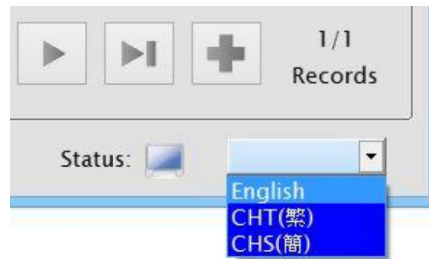 1/1
Records
Status:
English
CHT(繁)
CHS(簡)